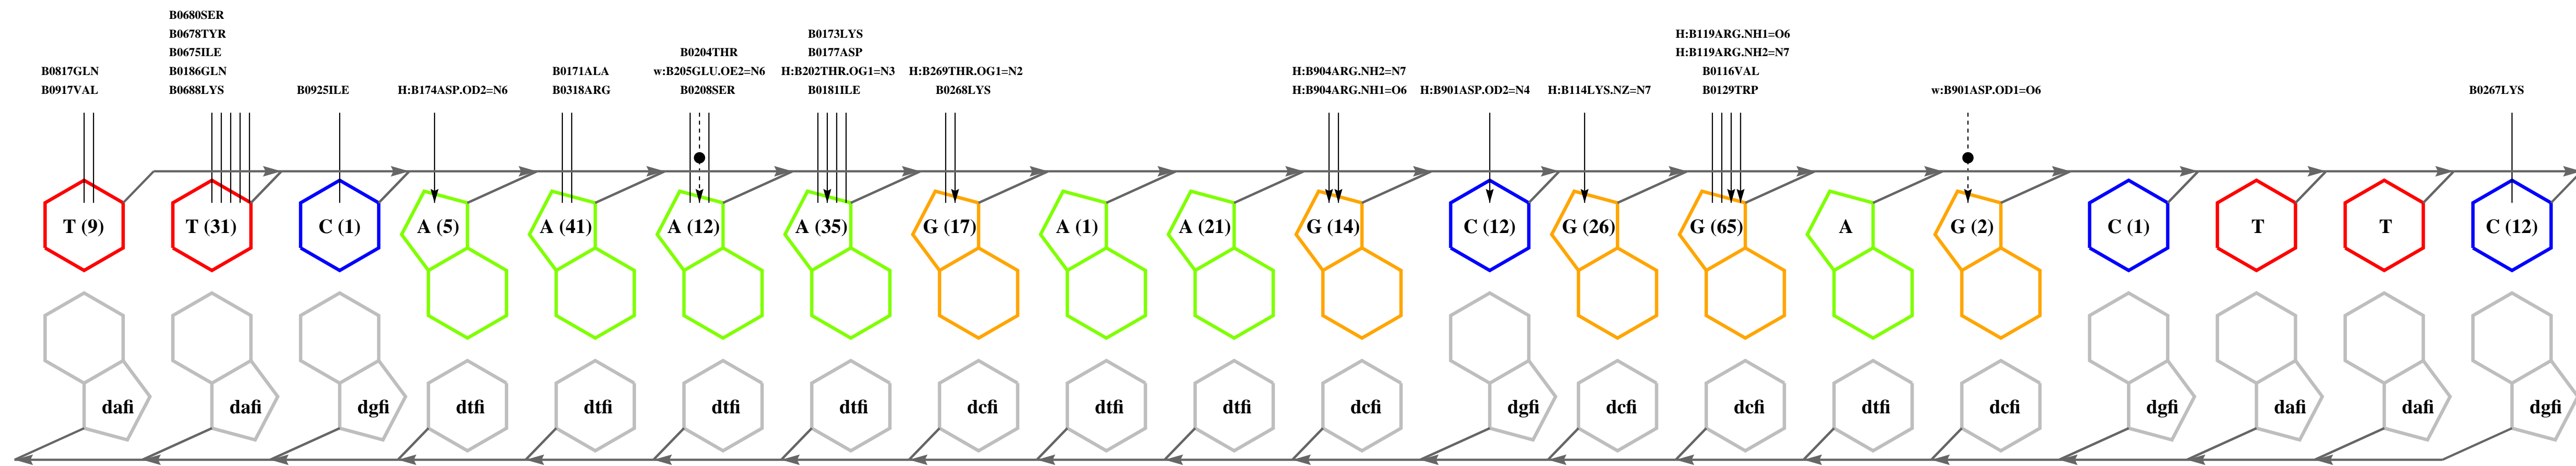 B0680SER
B0678TYR
B0675ILE
B0186GLN
B0688LYS
B0817GLN
B0917VAL
B0925ILE
H:B174ASP.OD2=N6
B0171ALA
B0318ARG
B0204THR
w:B205GLU.OE2=N6
B0208SER
B0173LYS
B0177ASP
H:B202THR.OG1=N3
B0181ILE
H:B269THR.OG1=N2
B0268LYS
H:B904ARG.NH2=N7
H:B904ARG.NH1=O6
H:B901ASP.OD2=N4
H:B114LYS.NZ=N7
H:B119ARG.NH1=O6
H:B119ARG.NH2=N7
B0116VAL
B0129TRP
w:B901ASP.OD1=O6
B0267LYS
T (9) T (31) C (1) A (5) A (41) A (12) A (35) G (17) A (1) A (21) G (14) C (12) G (26) G (65) A G (2) C (1) T T C (12)
dafi dafi dgfi dtfi dtfi dtfi dtfi dcfi dtfi dtfi dcfi dgfi dcfi dcfi dtfi dcfi dgfi dafi dafi dgfi